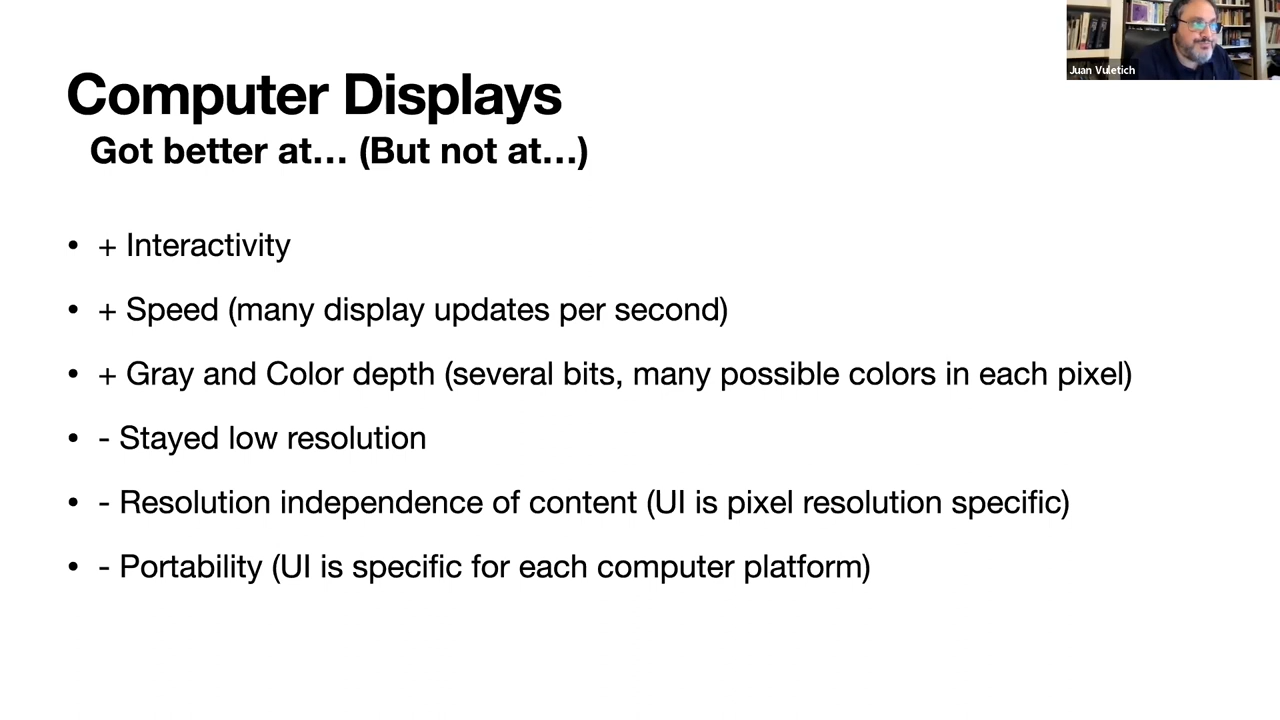 Juan Vuletich
Computer Displays
Got better at… (But not at…)
• + Interactivity
• + Speed (many display updates per second)
• + Gray and Color depth (several bits, many possible colors in each pixel)
• - Stayed low resolution
• - Resolution independence of content (UI is pixel resolution specific)
• - Portability (UI is specific for each computer platform)